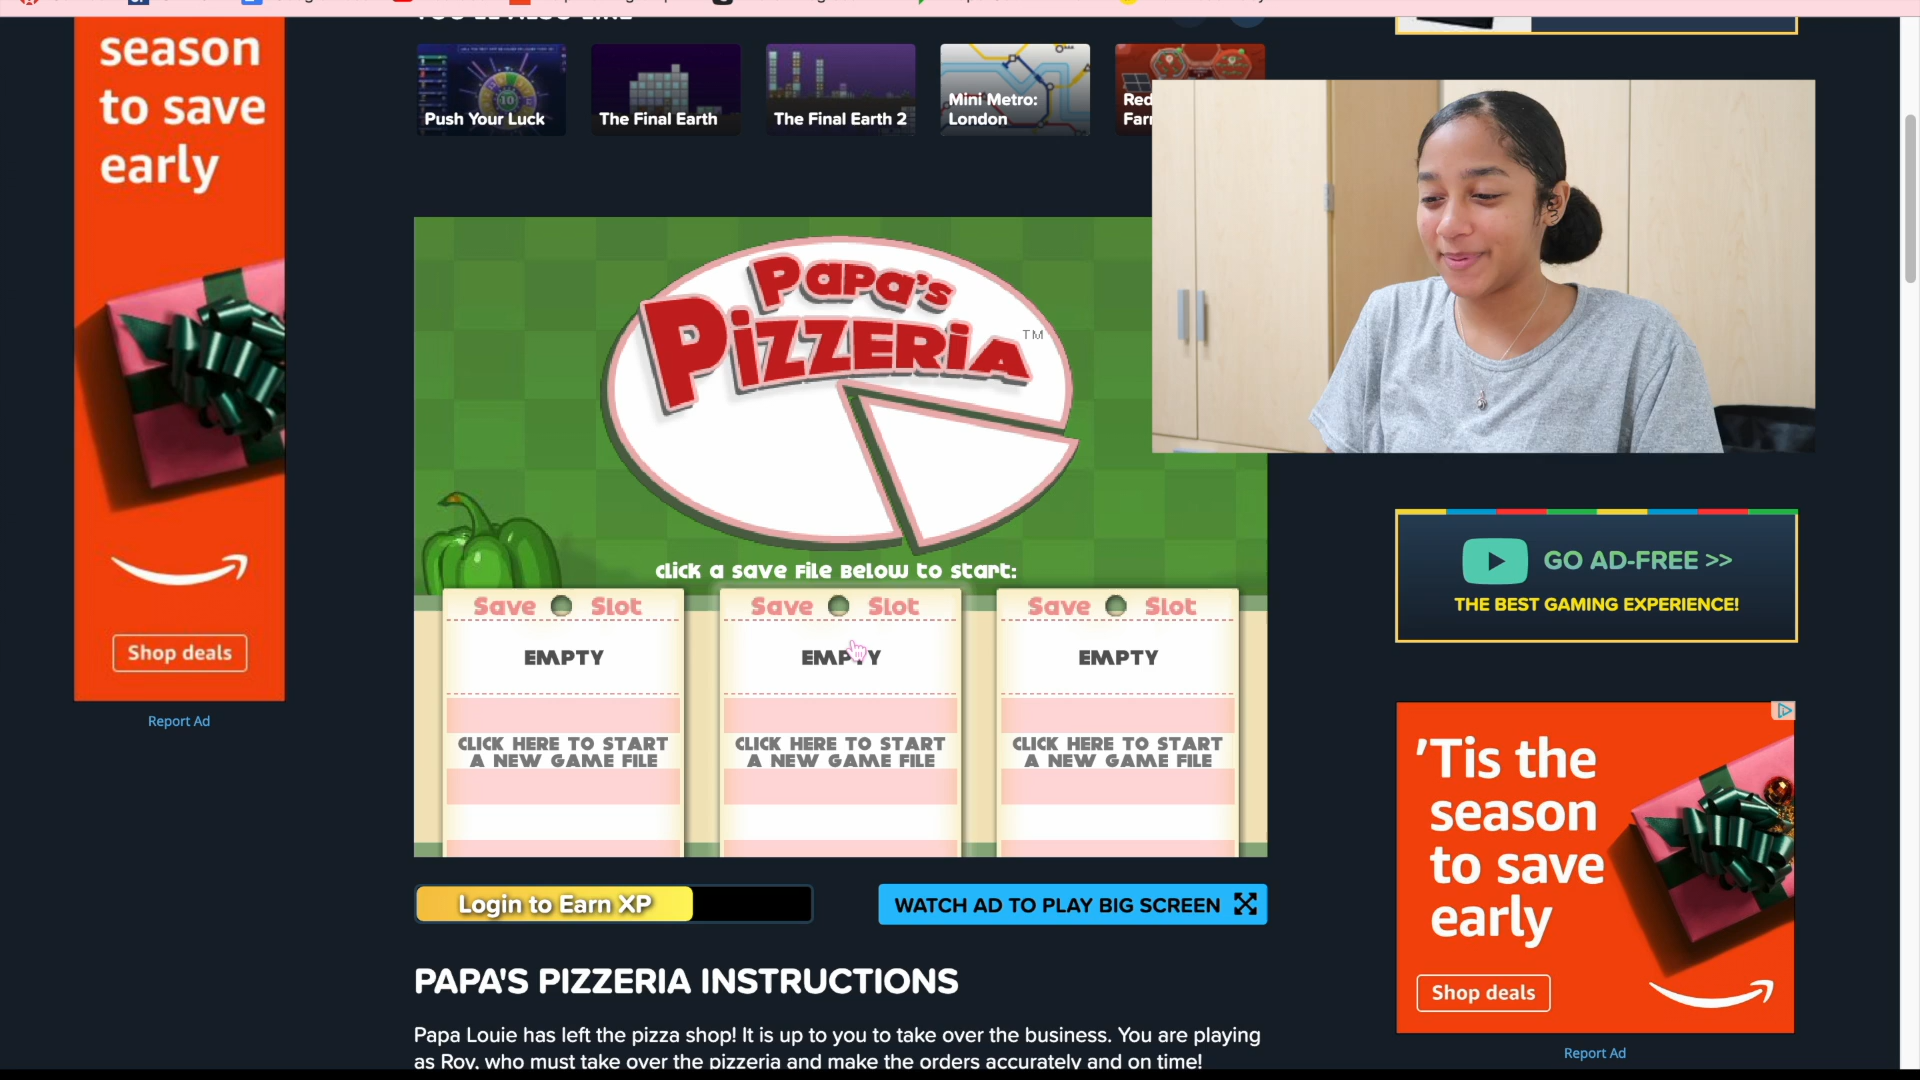 season
to save
early
Shop deals
Report Ad
YOU'LL ALSO LIKE
Push Your Luck
The Final Earth
The Final Earth 2
Mini Metro:
London
Papa's
Pizzeria
TM
click a save file below to start:
Save Slot
EMPTY
CLICK HERE TO START
A NEW GAME FILE
Save Slot
EMPTY
CLICK HERE TO START
A NEW GAME FILE
Save Slot
EMPTY
CLICK HERE TO START
A NEW GAME FILE
Login to Earn XP
WATCH AD TO PLAY BIG SCREEN
PAPA'S PIZZERIA INSTRUCTIONS
Papa Louie has left the pizza shop! It is up to you to take over the business. You are playing
as Roy, who must take over the pizzeria and make the orders accurately and on time!
GO AD-FREE >>
THE BEST GAMING EXPERIENCE!
'Tis the
season
to save
early
Shop deals
Report Ad